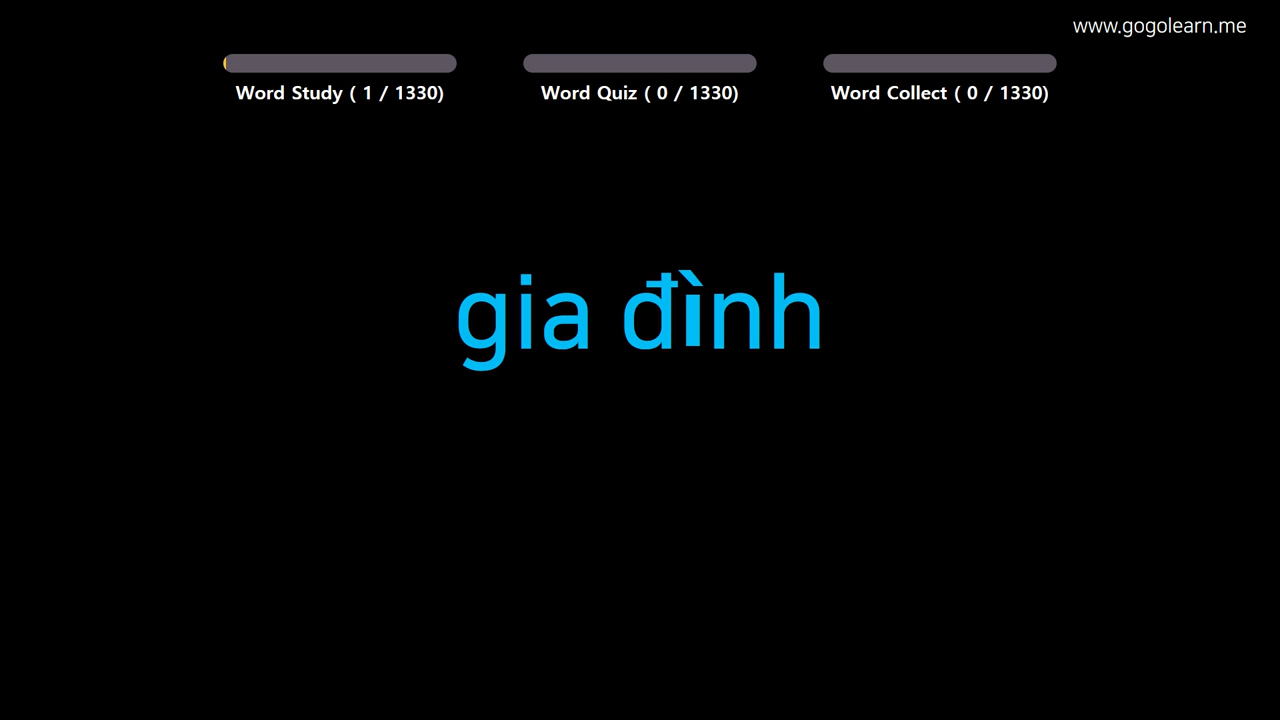 www.gogolearn.me
Word Study ( 1 / 1330)
Word Quiz ( 0 / 1330)
Word Collect ( 0 / 1330)
gia đình